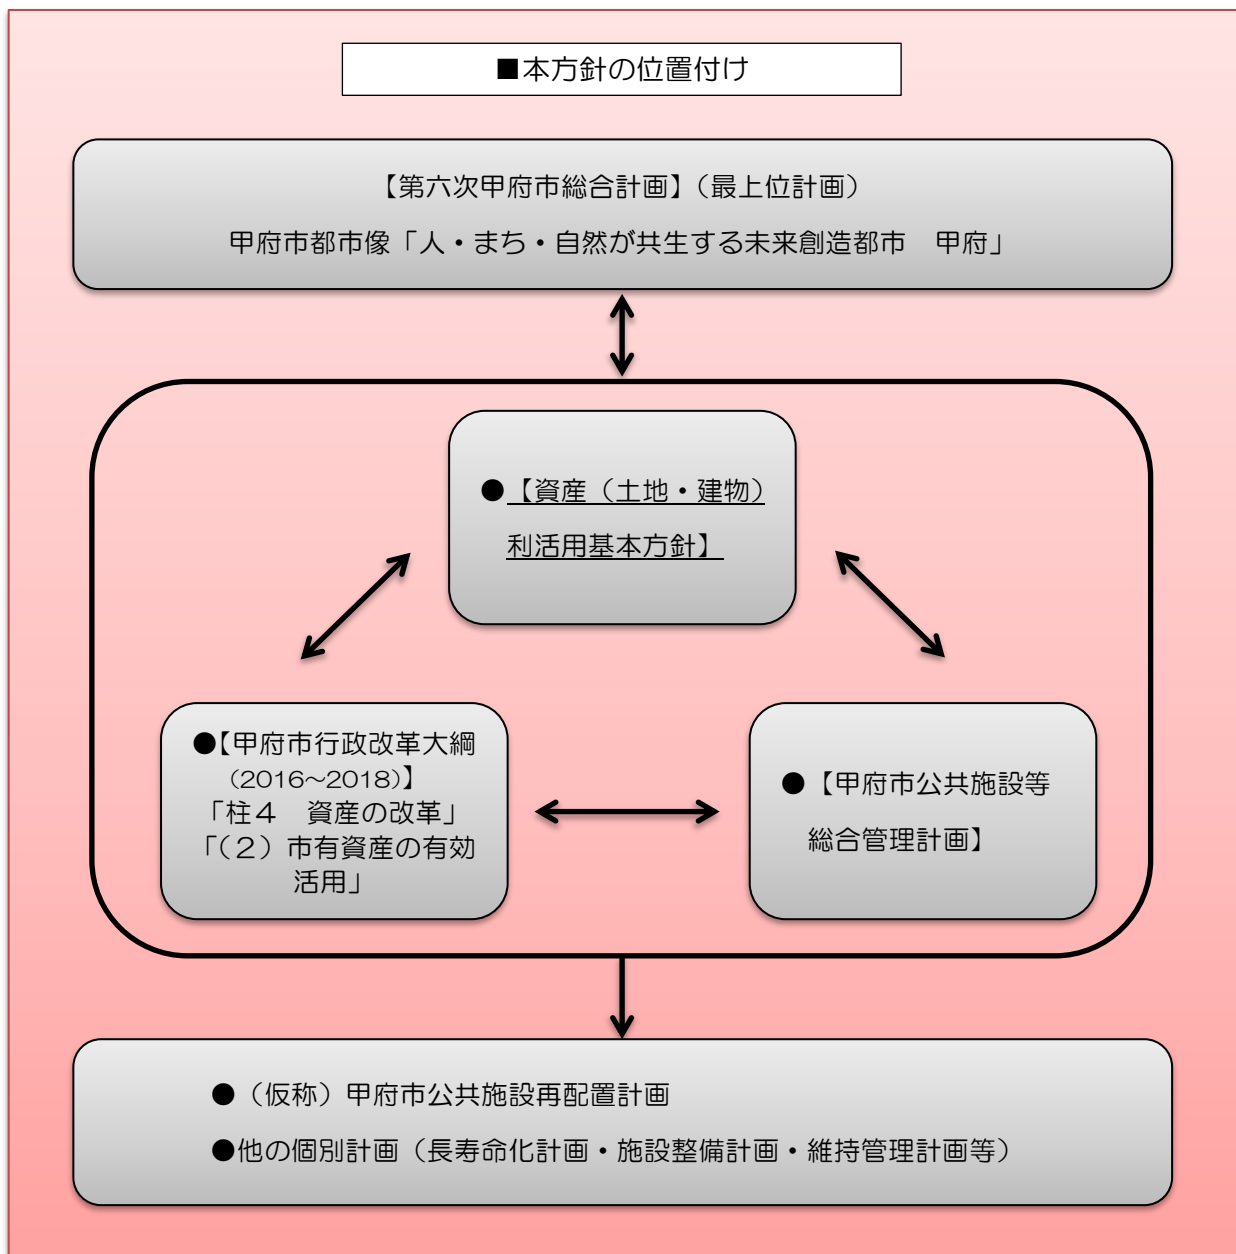 ■本方針の位置付け
【第六次甲府市総合計画】（最上位計画）
甲府市都市像「人・まち・自然が共生する未来創造都市　甲府」
●【資産（土地・建物）
利活用基本方針】
●【甲府市行政改革大綱
（2016～2018）】
「柱４　資産の改革」
「（２）市有資産の有効
活用」
●【甲府市公共施設等
総合管理計画】
●（仮称）甲府市公共施設再配置計画
●他の個別計画（長寿命化計画・施設整備計画・維持管理計画等）